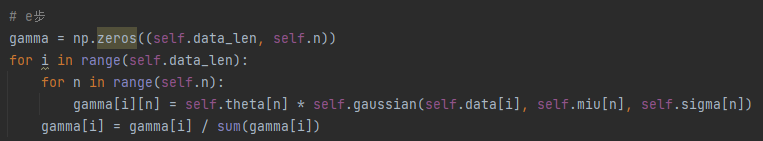 # e步
gamma = np.zeros((self.data_len, self.n))
for i in range(self.data_len):
    for n in range(self.n):
        gamma[i][n] = self.theta[n] * self.gaussian(self.data[i], self.miu[n], self.sigma[n])
    gamma[i] = gamma[i] / sum(gamma[i])